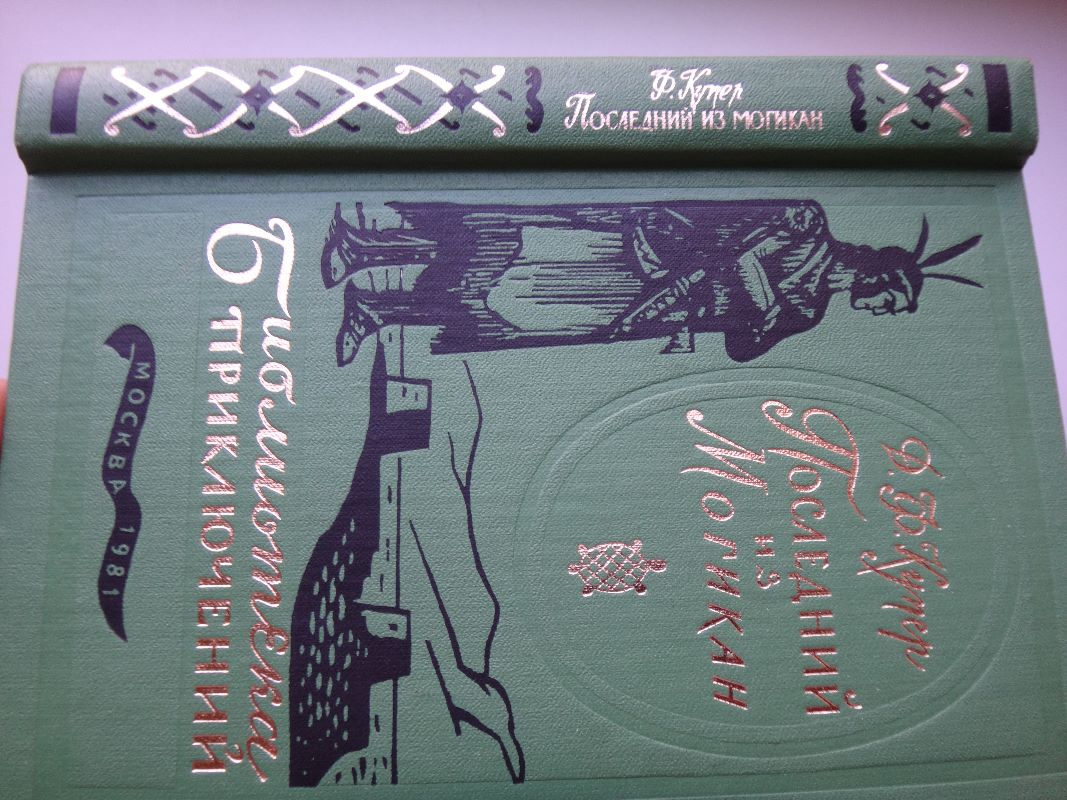 Ф. Купер
Последний из могикан
Д. Ф. Купер
Последний
из
Могикан
Библиотека
приключений
МОСКВА 1981